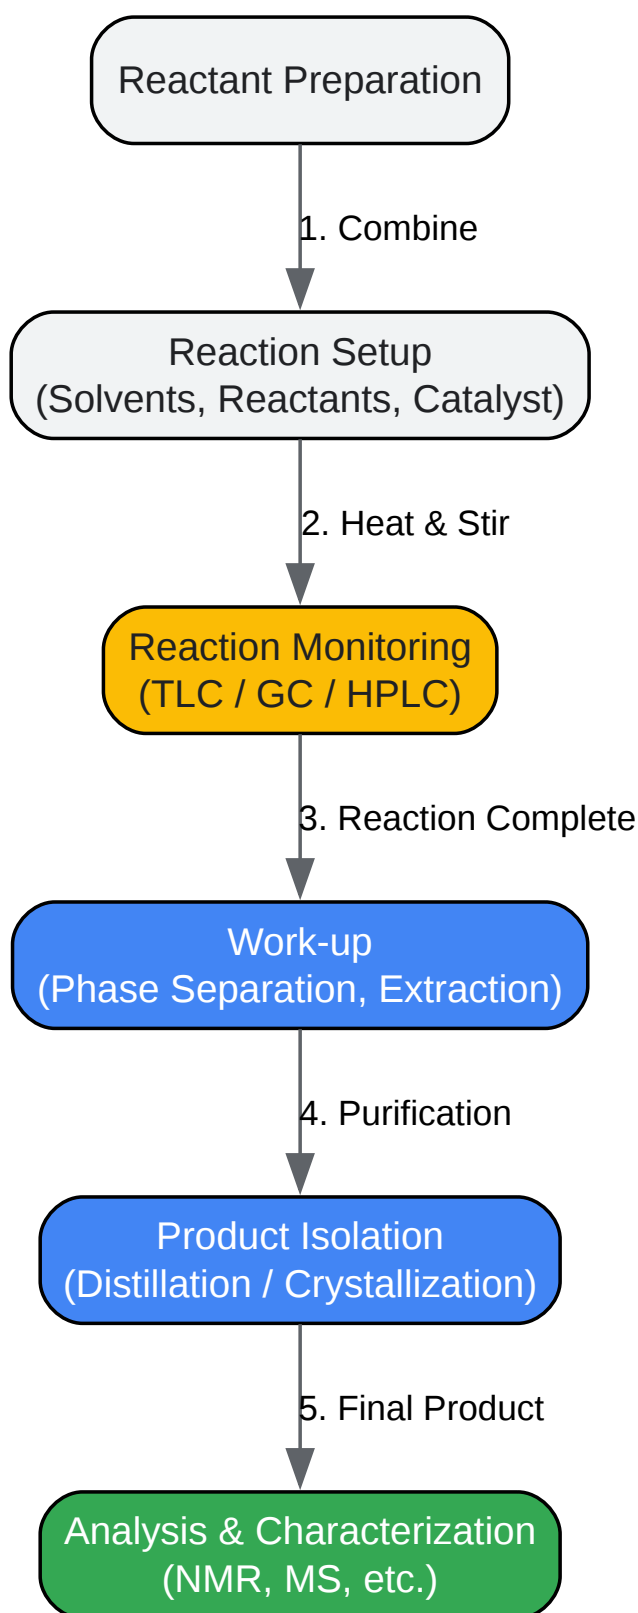 Reactant Preparation
1. Combine
Reaction Setup
(Solvents, Reactants, Catalyst)
2. Heat & Stir
Reaction Monitoring
(TLC / GC / HPLC)
3. Reaction Complete
Work-up
(Phase Separation, Extraction)
4. Purification
Product Isolation
(Distillation / Crystallization)
5. Final Product
Analysis & Characterization
(NMR, MS, etc.)